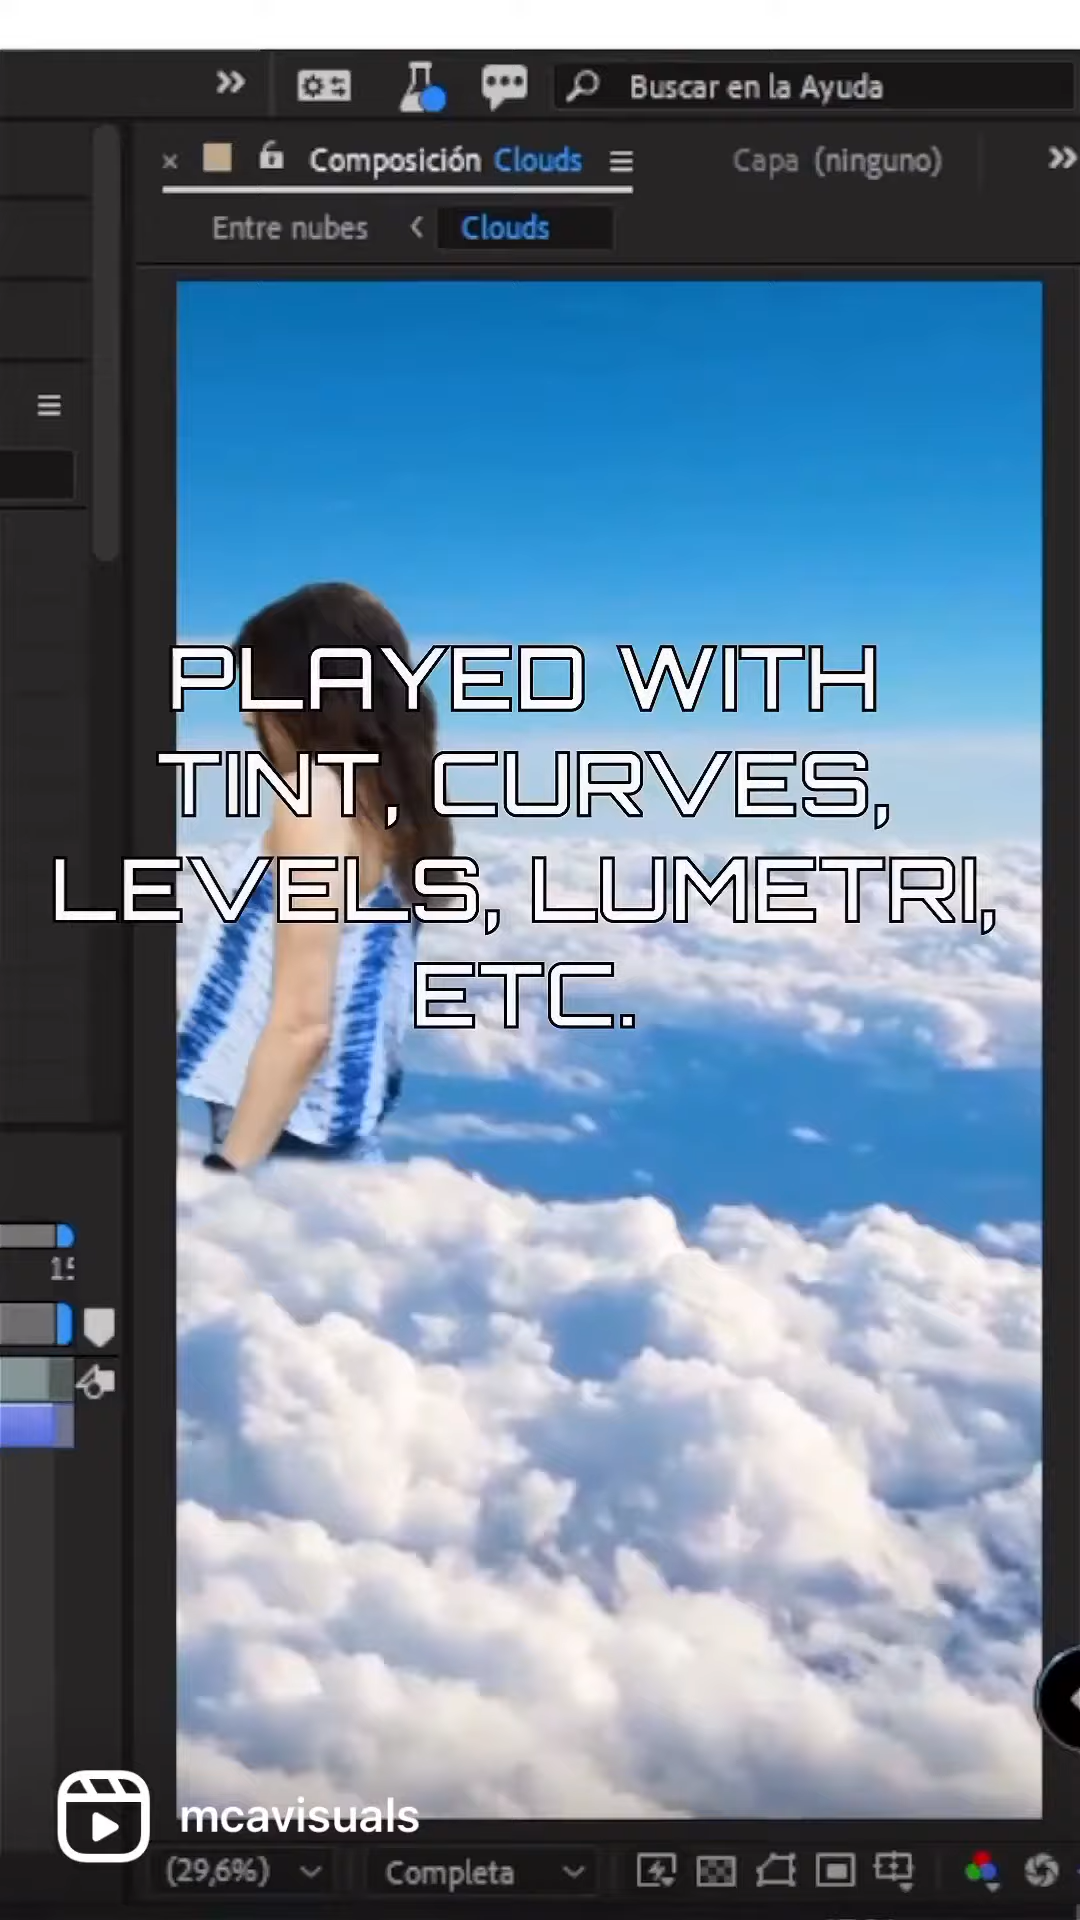 Buscar en la Ayuda
Composición Clouds
Capa (ninguno)
Entre nubes
Clouds
PLAYED WITH
TINT, CURVES,
LEVELS, LUMETRI,
ETC.
mcavisuals
(29,6%)
Completa